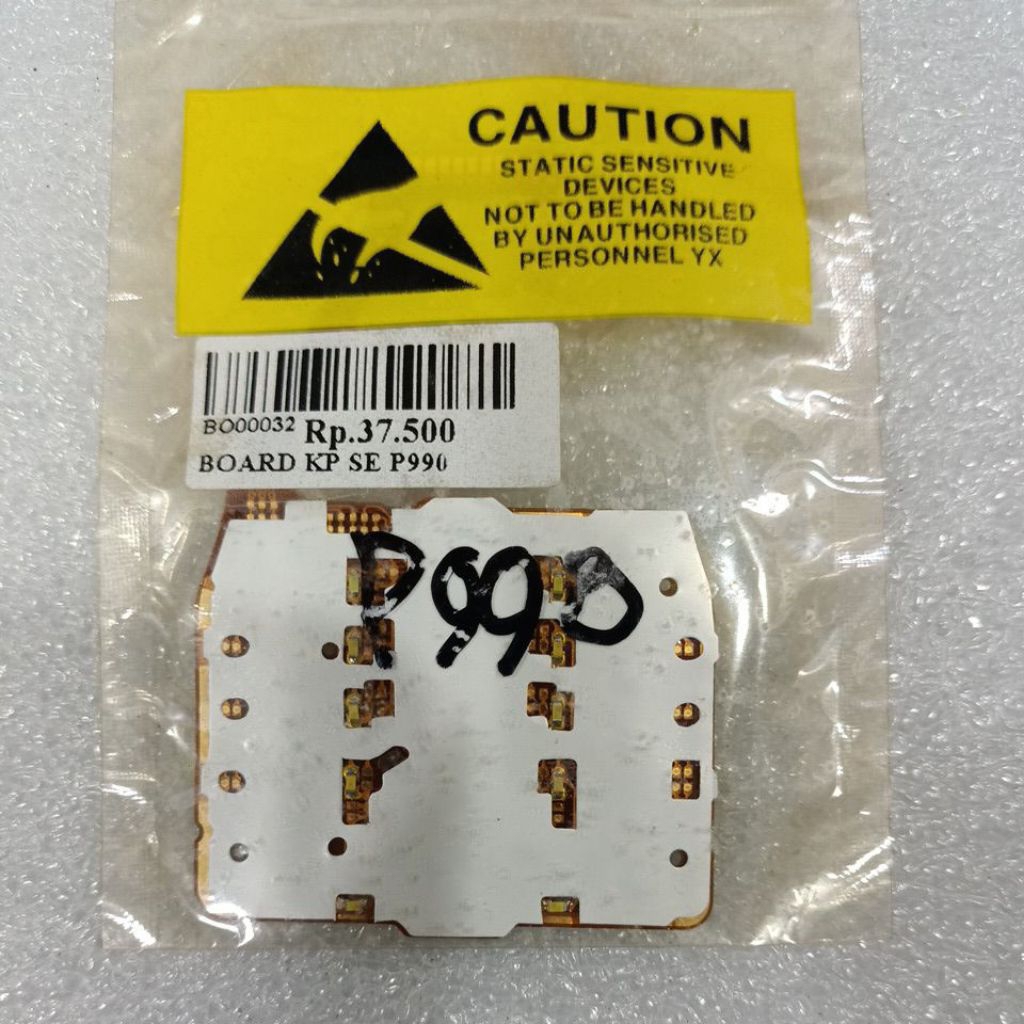 CAUTION
STATIC SENSITIVE
DEVICES
NOT TO BE HANDLED
BY UNAUTHORISED
PERSONNEL YX
BO00032 Rp.37.500
BOARD KP SE P990
P990